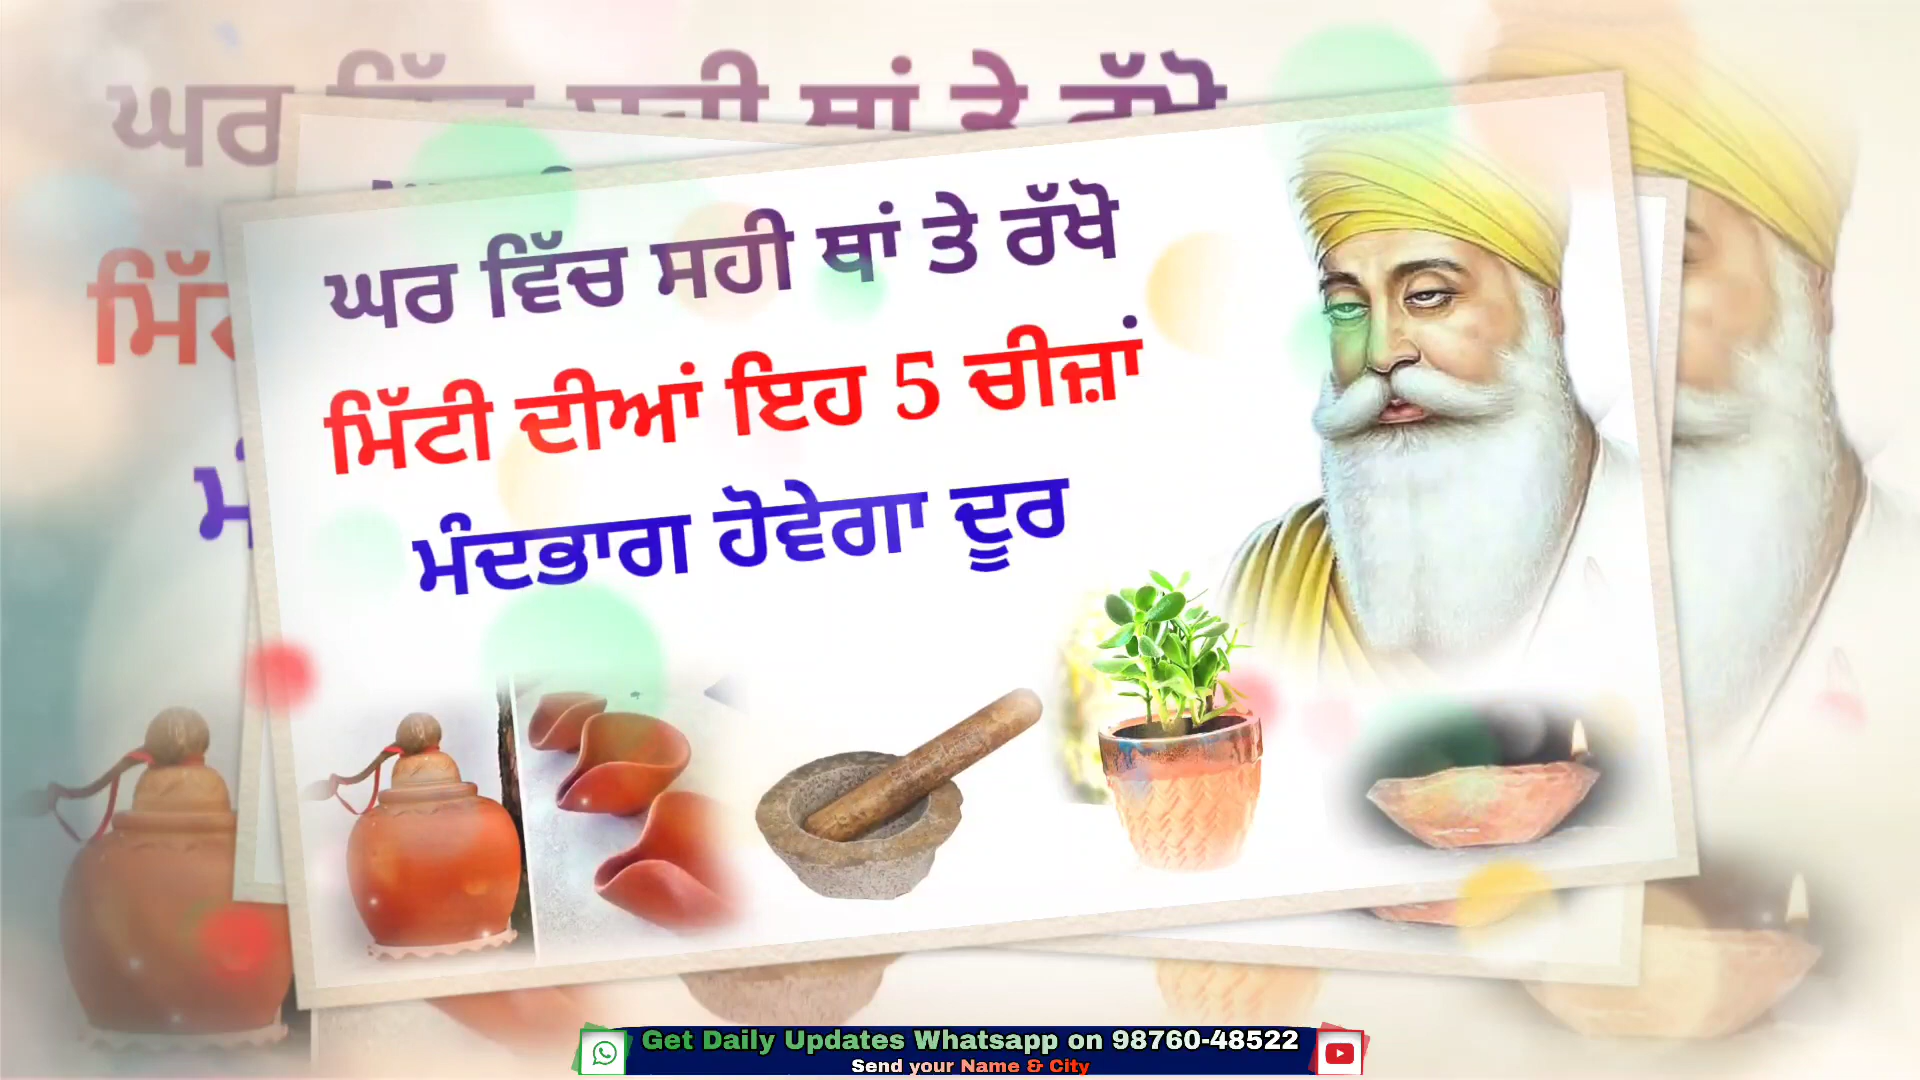 ਘਰ ਵਿੱਚ ਸਹੀ ਥਾਂ ਤੇ ਰੱਖੋ
ਮਿੱਟੀ ਦੀਆਂ ਇਹ 5 ਚੀਜ਼ਾਂ
ਮੰਦਭਾਗ ਹੋਵੇਗਾ ਦੂਰ
Get Daily Updates Whatsapp on 98760-48522
Send your Name & City